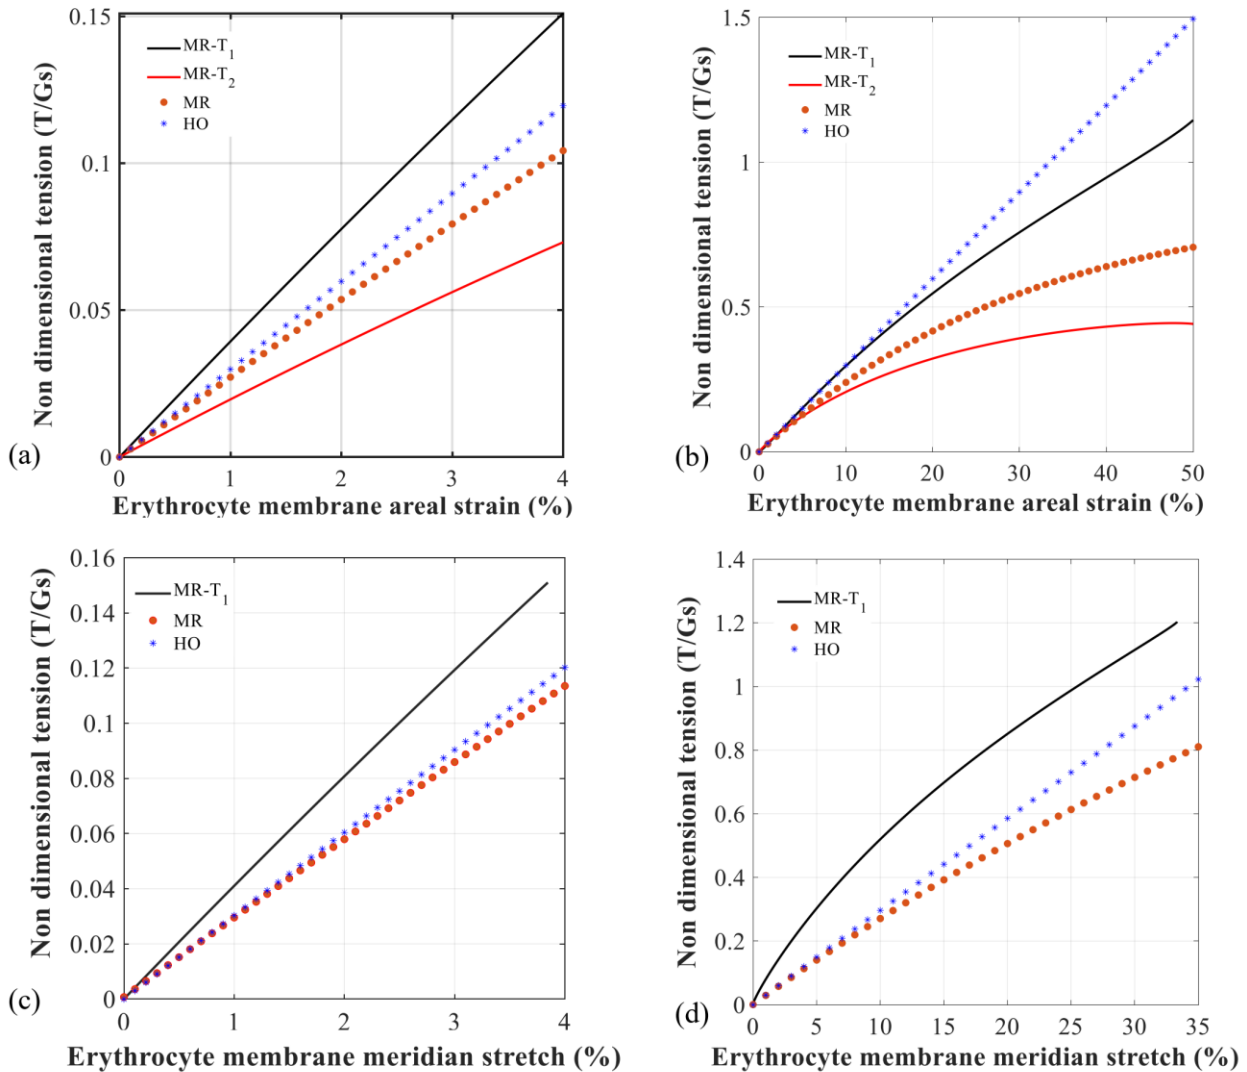 Non dimensional tension (T/Gs)
0.15
0.1
0.05
0
MR-T1
MR-T2
MR
HO
0 1 2 3 4
Erythrocyte membrane areal strain (%)
(a)
Non dimensional tension (T/Gs)
1.5
1
0.5
0
MR-T1
MR-T2
MR
HO
0 10 20 30 40 50
Erythrocyte membrane areal strain (%)
(b)
Non dimensional tension (T/Gs)
0.16
0.14
0.12
0.1
0.08
0.06
0.04
0.02
0
MR-T1
MR
HO
0 1 2 3 4
Erythrocyte membrane meridian stretch (%)
(c)
Non dimensional tension (T/Gs)
1.4
1.2
1
0.8
0.6
0.4
0.2
0
MR-T1
MR
HO
0 5 10 15 20 25 30 35
Erythrocyte membrane meridian stretch (%)
(d)